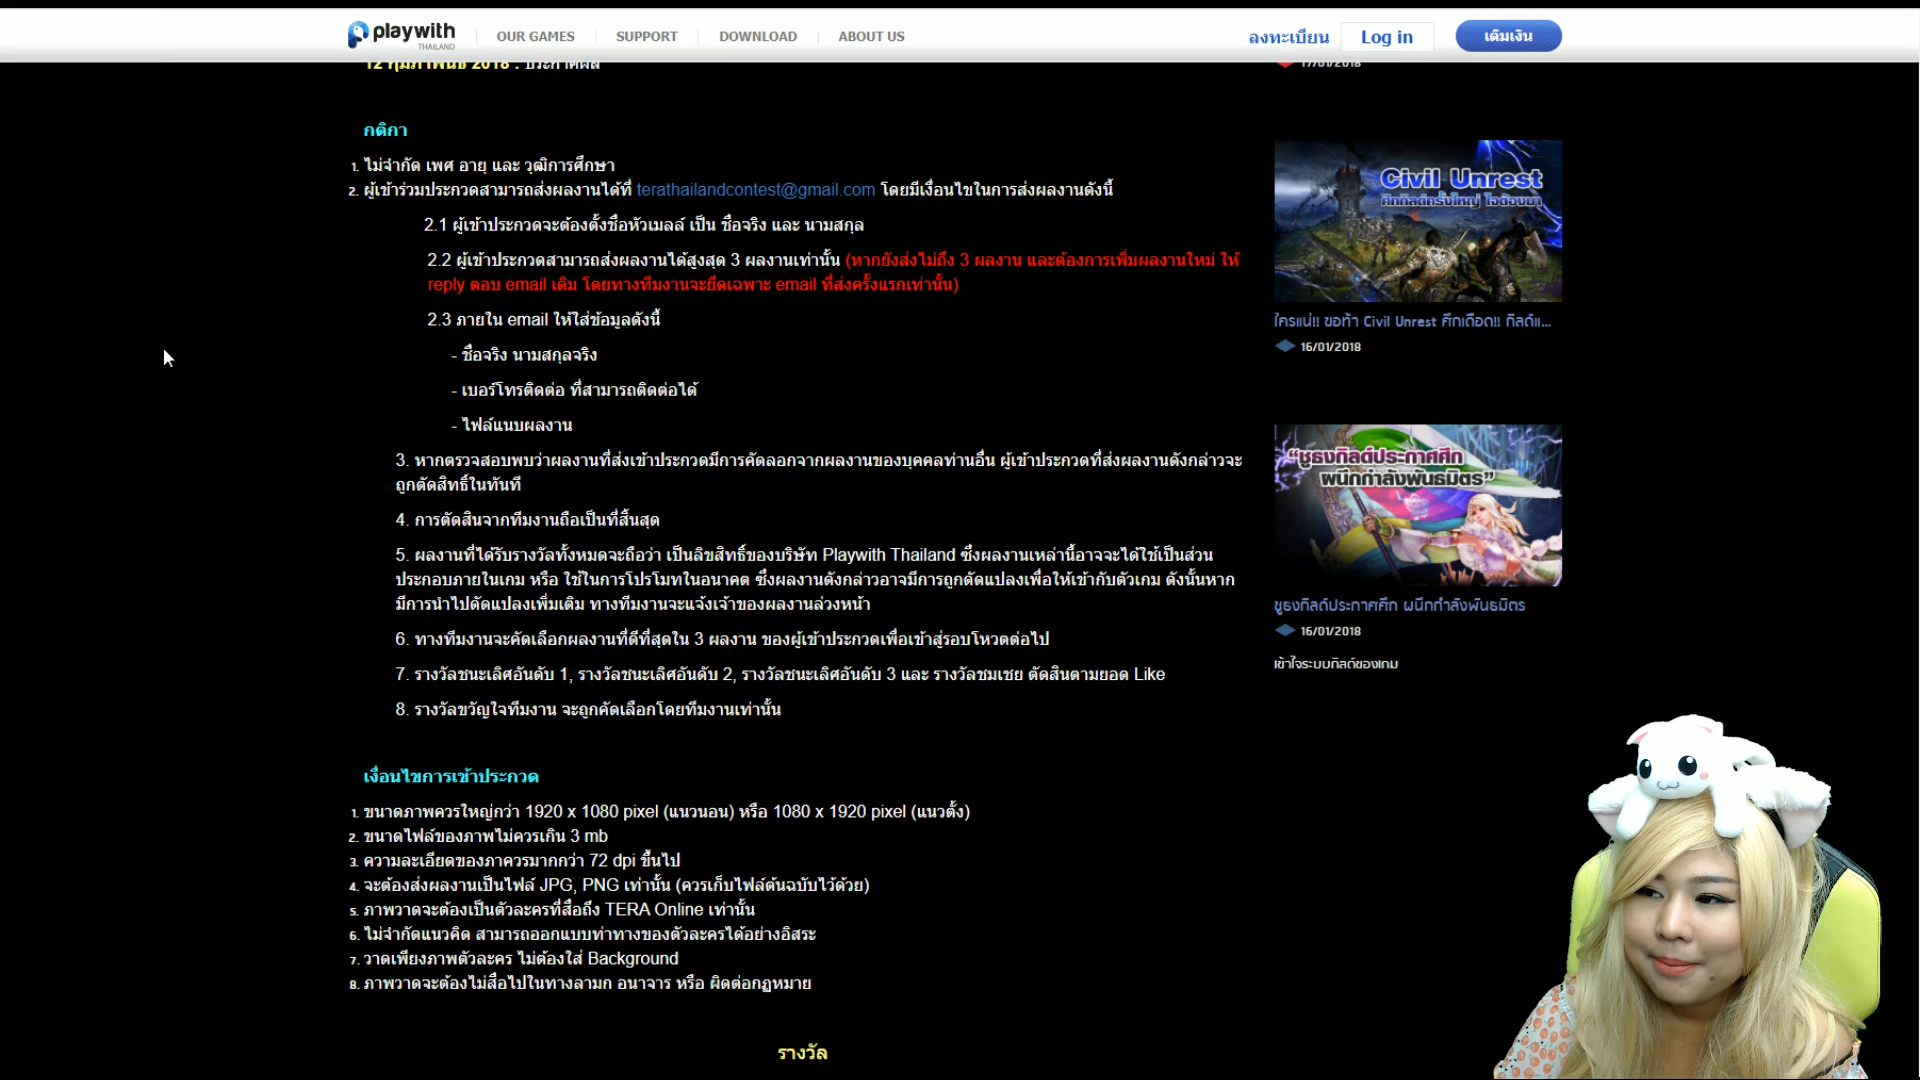 playwith
THAILAND
OUR GAMES
SUPPORT
DOWNLOAD
ABOUT US
ลงทะเบียน
Log in
เติมเงิน
12 กุมภาพันธ์ 2018 : ประกาศผล
กติกา
1. ไม่จำกัด เพศ อายุ และ วุฒิการศึกษา
2. ผู้เข้าร่วมประกวดสามารถส่งผลงานได้ที่ terathailandcontest@gmail.com โดยมีเงื่อนไขในการส่งผลงานดังนี้
2.1 ผู้เข้าประกวดจะต้องตั้งชื่อหัวเมลล์ เป็น ชื่อจริง และ นามสกุล
2.2 ผู้เข้าประกวดสามารถส่งผลงานได้สูงสุด 3 ผลงานเท่านั้น (หากยังส่งไม่ถึง 3 ผลงาน และต้องการเพิ่มผลงานใหม่ ให้
reply ตอบ email เดิม โดยทางทีมงานจะยึดเฉพาะ email ที่ส่งครั้งแรกเท่านั้น)
2.3 ภายใน email ให้ใส่ข้อมูลดังนี้
- ชื่อจริง นามสกุลจริง
- เบอร์โทรติดต่อ ที่สามารถติดต่อได้
- ไฟล์แนบผลงาน
3. หากตรวจสอบพบว่าผลงานที่ส่งเข้าประกวดมีการคัดลอกจากผลงานของบุคคลท่านอื่น ผู้เข้าประกวดที่ส่งผลงานดังกล่าวจะ
ถูกตัดสิทธิ์ในทันที
4. การตัดสินจากทีมงานถือเป็นที่สิ้นสุด
5. ผลงานที่ได้รับรางวัลทั้งหมดจะถือว่า เป็นลิขสิทธิ์ของบริษัท Playwith Thailand ซึ่งผลงานเหล่านี้อาจจะได้ใช้เป็นส่วน
ประกอบภายในเกม หรือ ใช้ในการโปรโมทในอนาคต ซึ่งผลงานดังกล่าวอาจมีการถูกดัดแปลงเพื่อให้เข้ากับตัวเกม ดังนั้นหาก
มีการนำไปดัดแปลงเพิ่มเติม ทางทีมงานจะแจ้งเจ้าของผลงานล่วงหน้า
6. ทางทีมงานจะคัดเลือกผลงานที่ดีที่สุดใน 3 ผลงาน ของผู้เข้าประกวดเพื่อเข้าสู่รอบโหวตต่อไป
7. รางวัลชนะเลิศอันดับ 1, รางวัลชนะเลิศอันดับ 2, รางวัลชนะเลิศอันดับ 3 และ รางวัลชมเชย ตัดสินตามยอด Like
8. รางวัลขวัญใจทีมงาน จะถูกคัดเลือกโดยทีมงานเท่านั้น
เงื่อนไขการเข้าประกวด
1. ขนาดภาพควรใหญ่กว่า 1920 x 1080 pixel (แนวนอน) หรือ 1080 x 1920 pixel (แนวตั้ง)
2. ขนาดไฟล์ของภาพไม่ควรเกิน 3 mb
3. ความละเอียดของภาควรมากกว่า 72 dpi ขึ้นไป
4. จะต้องส่งผลงานเป็นไฟล์ JPG, PNG เท่านั้น (ควรเก็บไฟล์ต้นฉบับไว้ด้วย)
5. ภาพวาดจะต้องเป็นตัวละครที่สื่อถึง TERA Online เท่านั้น
6. ไม่จำกัดแนวคิด สามารถออกแบบท่าทางของตัวละครได้อย่างอิสระ
7. วาดเพียงภาพตัวละคร ไม่ต้องใส่ Background
8. ภาพวาดจะต้องไม่สื่อไปในทางลามก อนาจาร หรือ ผิดต่อกฏหมาย
รางวัล
17/01/2018
Civil Unrest
ศึกกิลด์ครั้งใหญ่ ใจต้องมา
ใครแน่!! ขอท้า Civil Unrest ศึกเดือด!! กิลด์แ...
16/01/2018
“ชูธงกิลด์ประกาศศึก
ผนึกกำลังพันธมิตร”
ชูธงกิลด์ประกาศศึก ผนึกกำลังพันธมิตร
16/01/2018
เข้าใจระบบกิลด์ของเกม